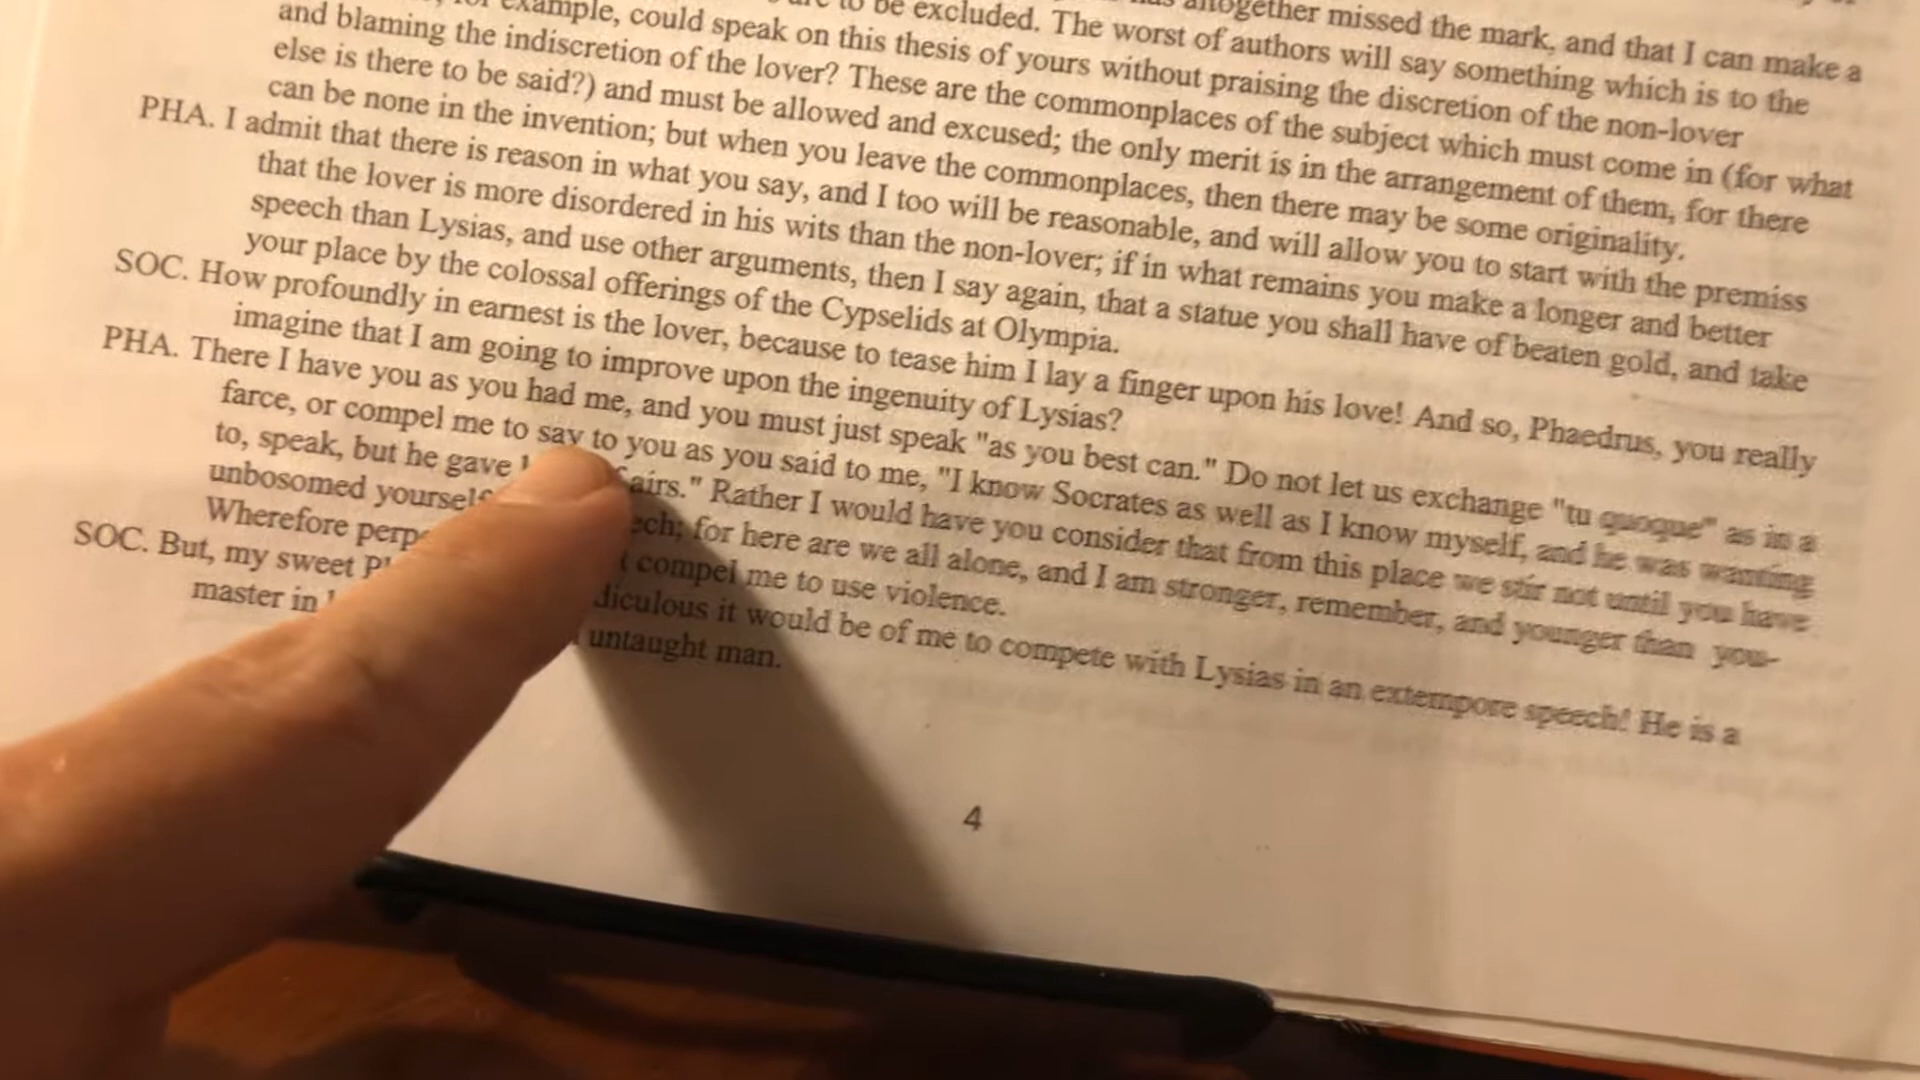 example, could speak on this thesis of yours without praising the discretion of the non-lover
to be excluded. The worst of authors will say something which is to the
altogether missed the mark, and that I can make a
and blaming the indiscretion of the lover? These are the commonplaces of the subject which must come in (for what
else is there to be said?) and must be allowed and excused; the only merit is in the arrangement of them, for there
can be none in the invention; but when you leave the commonplaces, then there may be some originality.
PHA. I admit that there is reason in what you say, and I too will be reasonable, and will allow you to start with the premiss
that the lover is more disordered in his wits than the non-lover; if in what remains you make a longer and better
speech than Lysias, and use other arguments, then I say again, that a statue you shall have of beaten gold, and take
your place by the colossal offerings of the Cypselids at Olympia.
SOC. How profoundly in earnest is the lover, because to tease him I lay a finger upon his love! And so, Phaedrus, you really
imagine that I am going to improve upon the ingenuity of Lysias?
PHA. There I have you as you had me, and you must just speak "as you best can." Do not let us exchange "tu quoque" as in a
farce, or compel me to say to you as you said to me, "I know Socrates as well as I know myself, and he was wanting
to, speak, but he gave airs." Rather I would have you consider that from this place we stir not until you have
unbosomed yourself for here are we all alone, and I am stronger, remember, and younger than you-
Wherefore compel me to use violence.
SOC. But, my sweet it would be of me to compete with Lysias in an extempore speech! He is a
master in untaught man.
4